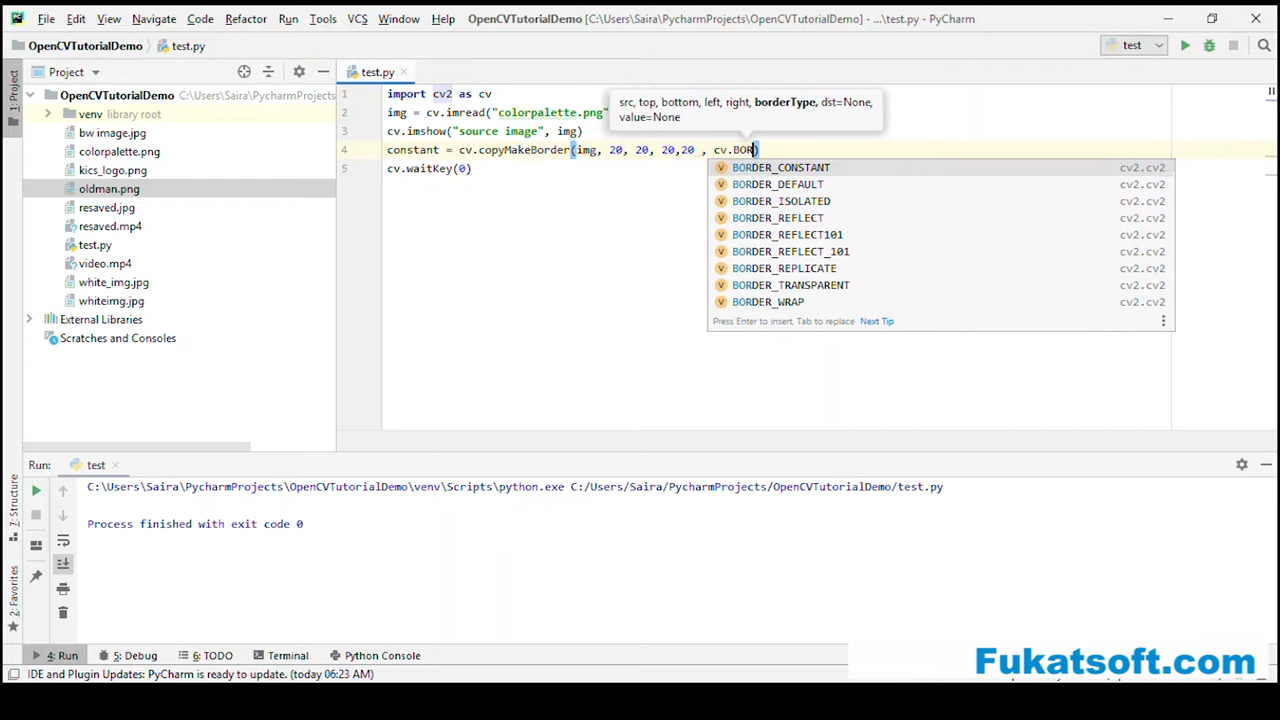 File Edit View Navigate Code Refactor Run Tools VCS Window Help OpenCVTutorialDemo [C:\Users\Saira\PycharmProjects\OpenCVTutorialDemo] - ...\test.py - PyCharm
OpenCVTutorialDemo test.py test
1: Project
Project test.py
OpenCVTutorialDemo C:\Users\Saira\PycharmProjects
venv library root
bw image.jpg
colorpalette.png
kics_logo.png
oldman.png
resaved.jpg
resaved.mp4
test.py
video.mp4
white_img.jpg
whiteimg.jpg
External Libraries
Scratches and Consoles
1 import cv2 as cv
2 img = cv.imread("colorpalette.png"
3 cv.imshow("source image", img)
4 constant = cv.copyMakeBorder(img, 20, 20, 20,20 , cv.BOR)
5 cv.waitKey(0)
src, top, bottom, left, right, borderType, dst=None,
value=None
BORDER_CONSTANT cv2.cv2
BORDER_DEFAULT cv2.cv2
BORDER_ISOLATED cv2.cv2
BORDER_REFLECT cv2.cv2
BORDER_REFLECT101 cv2.cv2
BORDER_REFLECT_101 cv2.cv2
BORDER_REPLICATE cv2.cv2
BORDER_TRANSPARENT cv2.cv2
BORDER_WRAP cv2.cv2
Press Enter to insert, Tab to replace Next Tip
Run: test
C:\Users\Saira\PycharmProjects\OpenCVTutorialDemo\venv\Scripts\python.exe C:/Users/Saira/PycharmProjects/OpenCVTutorialDemo/test.py
Process finished with exit code 0
7: Structure
2: Favorites
4: Run 5: Debug 6: TODO Terminal Python Console
IDE and Plugin Updates: PyCharm is ready to update. (today 06:23 AM)
Fukatsoft.com